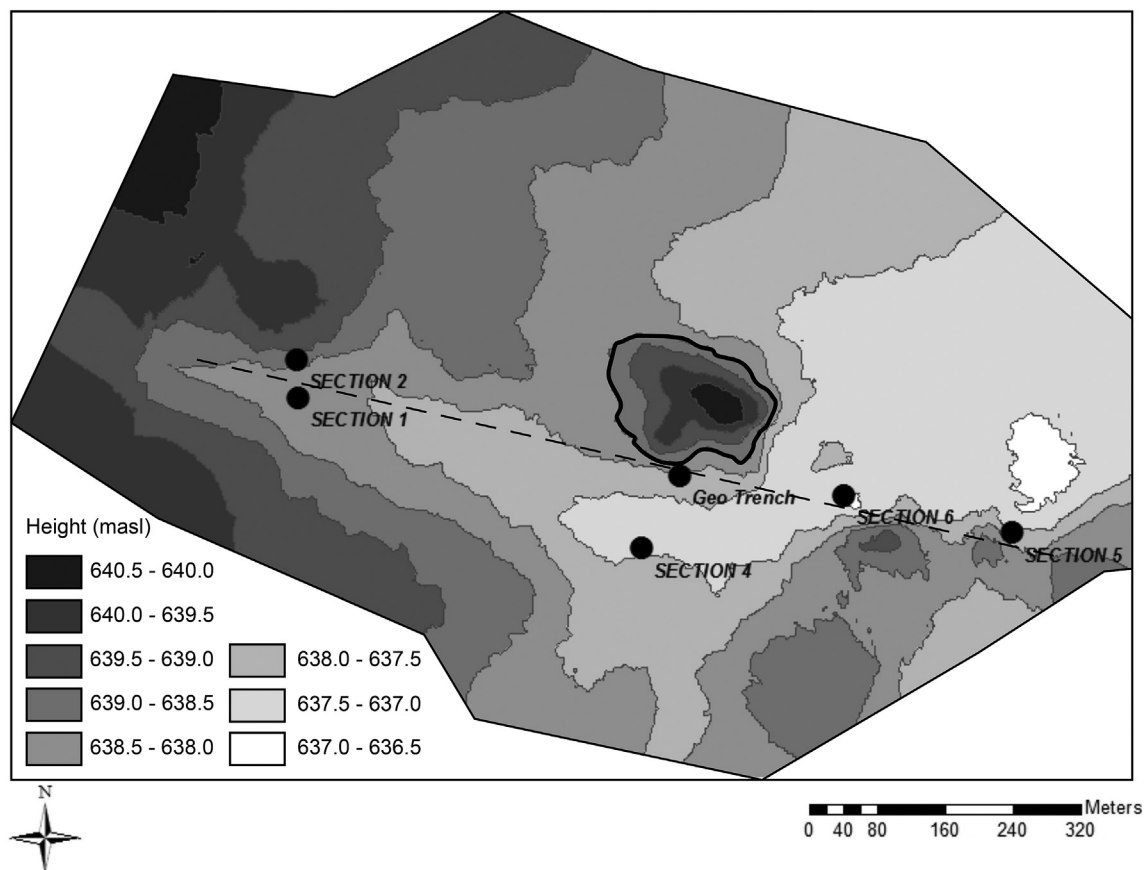 SECTION 2
SECTION 1
Geo Trench
SECTION 6
SECTION 5
SECTION 4
Height (masl)
640.5 - 640.0
640.0 - 639.5
639.5 - 639.0
639.0 - 638.5
638.5 - 638.0
638.0 - 637.5
637.5 - 637.0
637.0 - 636.5
N
Meters
0 40 80 160 240 320